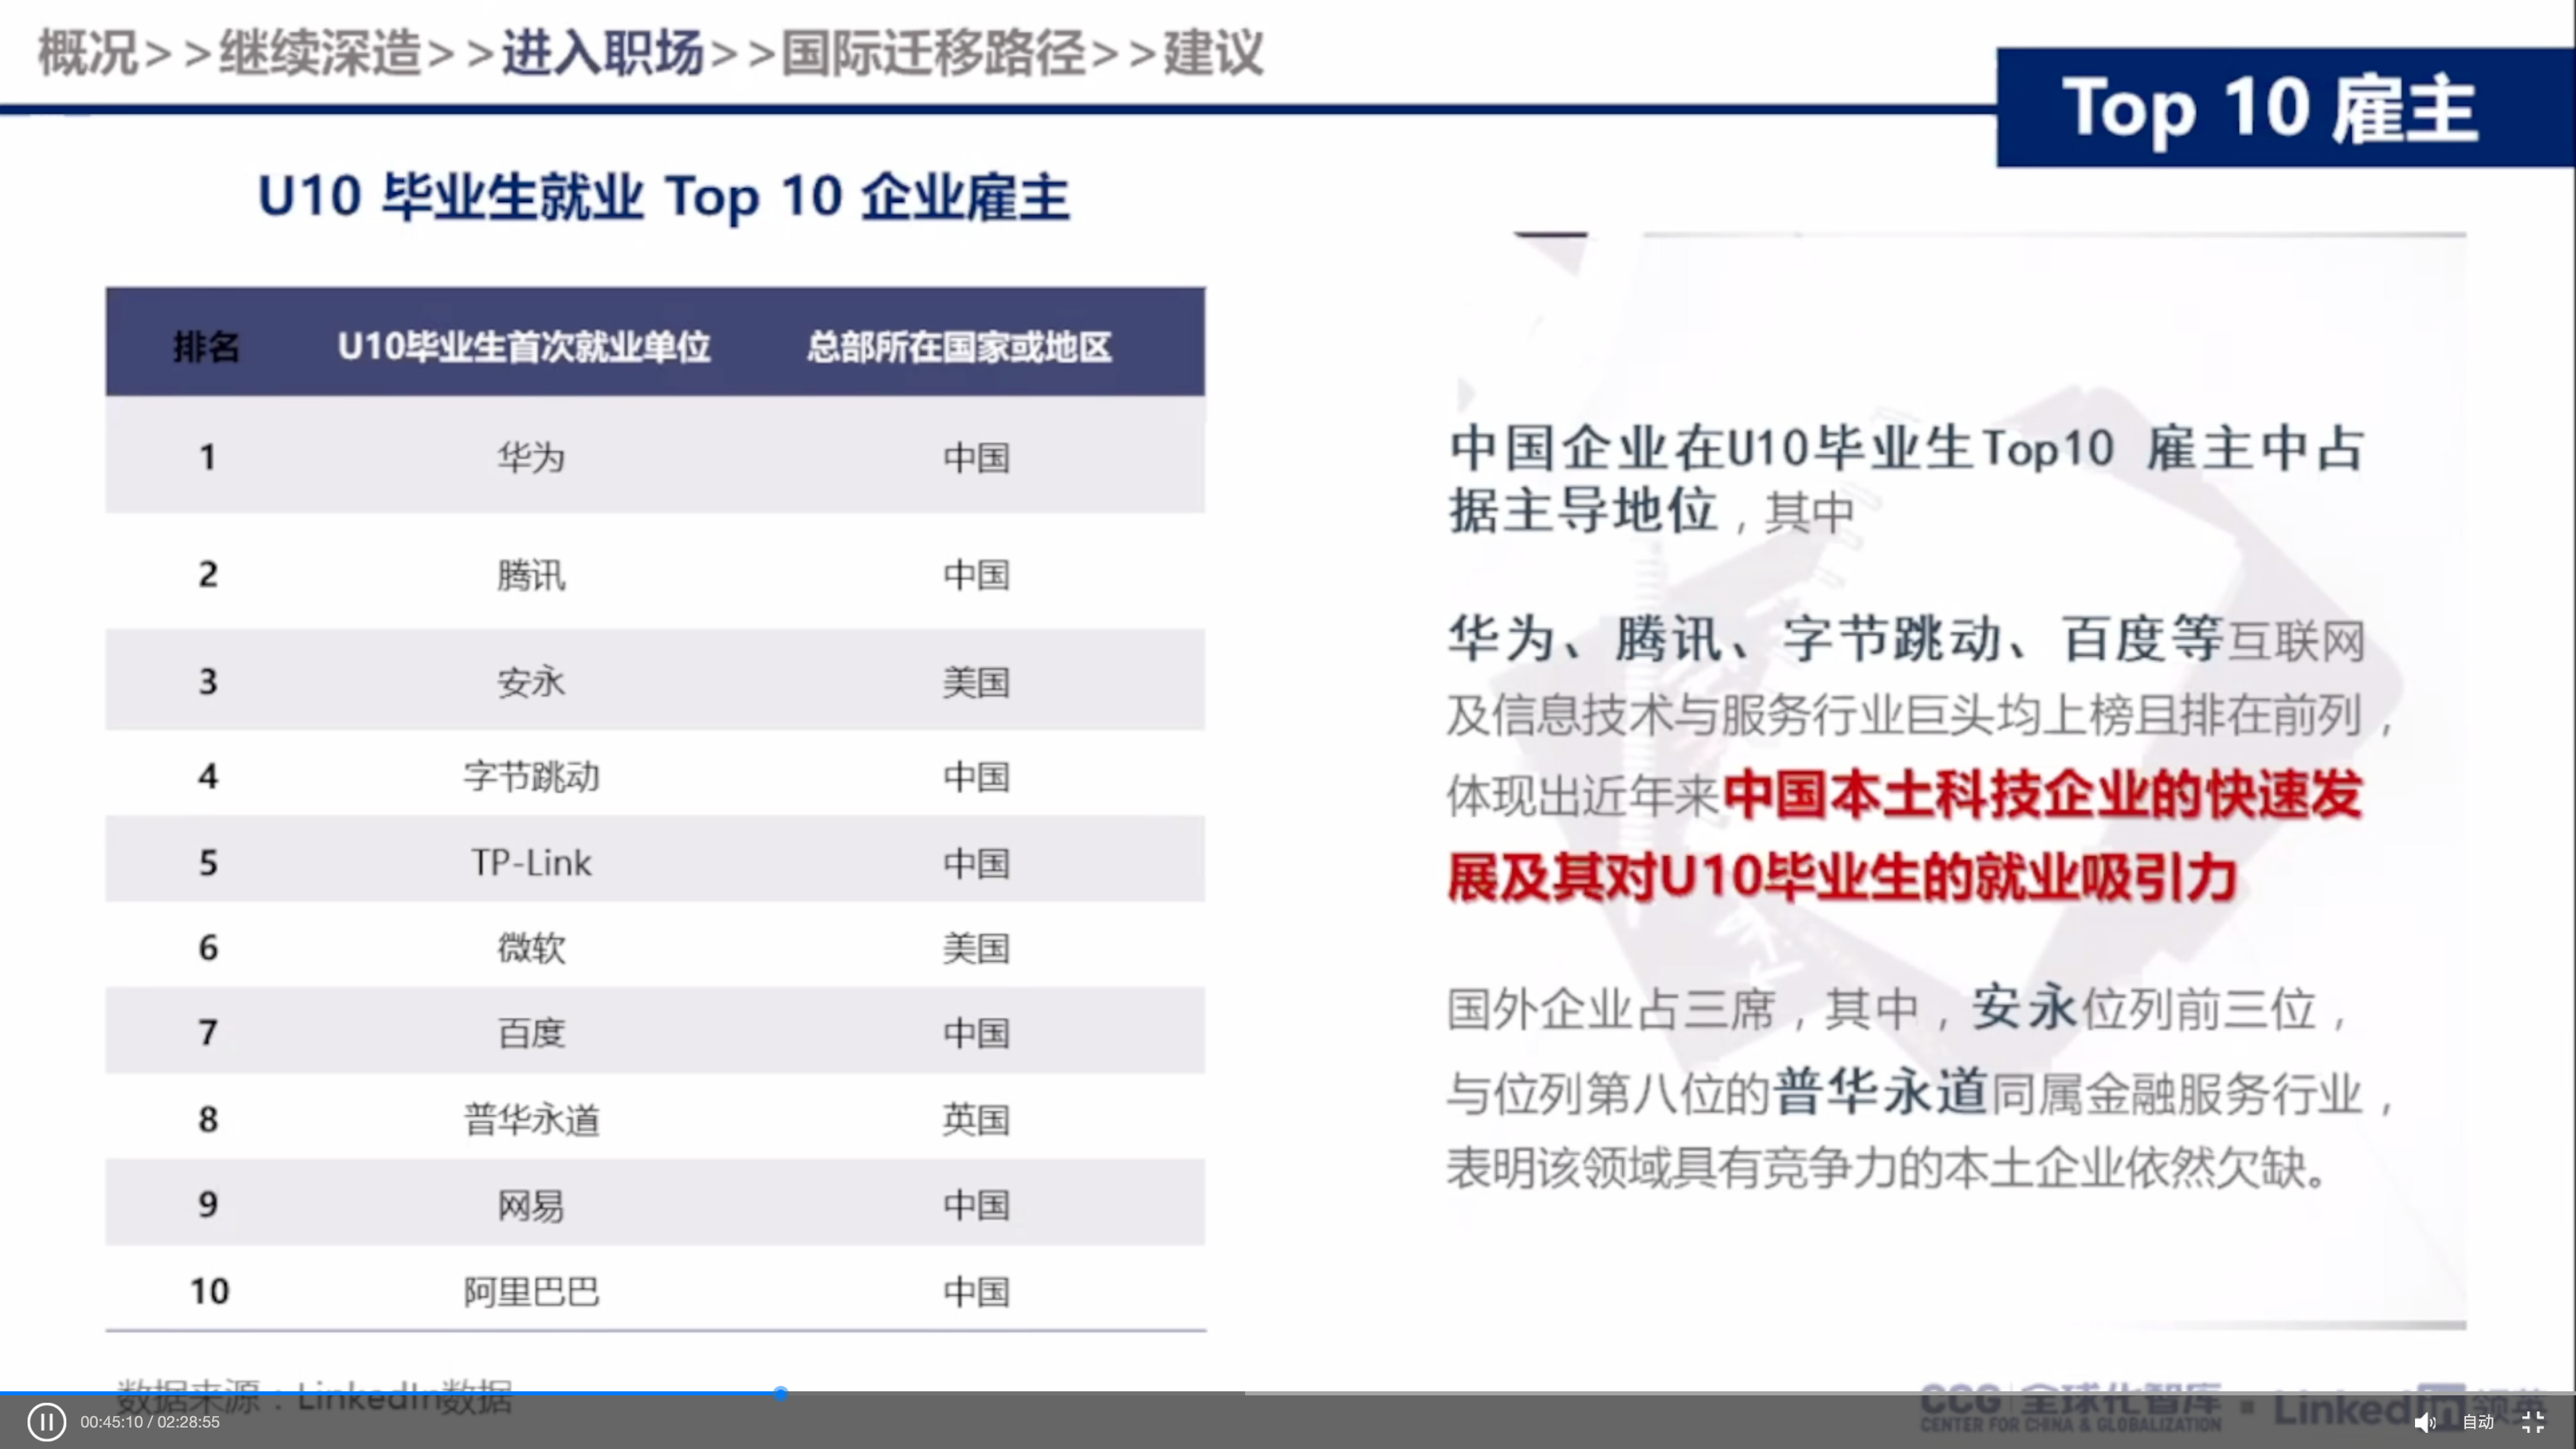 概况>>继续深造>>进入职场>>国际迁移路径>>建议
Top 10 雇主
U10 毕业生就业 Top 10 企业雇主
排名 U10毕业生首次就业单位 总部所在国家或地区
1 华为 中国
2 腾讯 中国
3 安永 美国
4 字节跳动 中国
5 TP-Link 中国
6 微软 美国
7 百度 中国
8 普华永道 英国
9 网易 中国
10 阿里巴巴 中国
中国企业在U10毕业生Top10 雇主中占
据主导地位，其中
华为、腾讯、字节跳动、百度等互联网
及信息技术与服务行业巨头均上榜且排在前列，
体现出近年来中国本土科技企业的快速发
展及其对U10毕业生的就业吸引力
国外企业占三席，其中，安永位列前三位，
与位列第八位的普华永道同属金融服务行业，
表明该领域具有竞争力的本土企业依然欠缺。
数据来源：LinkedIn数据
CCG 全球化智库
CENTER FOR CHINA & GLOBALIZATION
LinkedIn 领英
00:45:10 / 02:28:55
自动